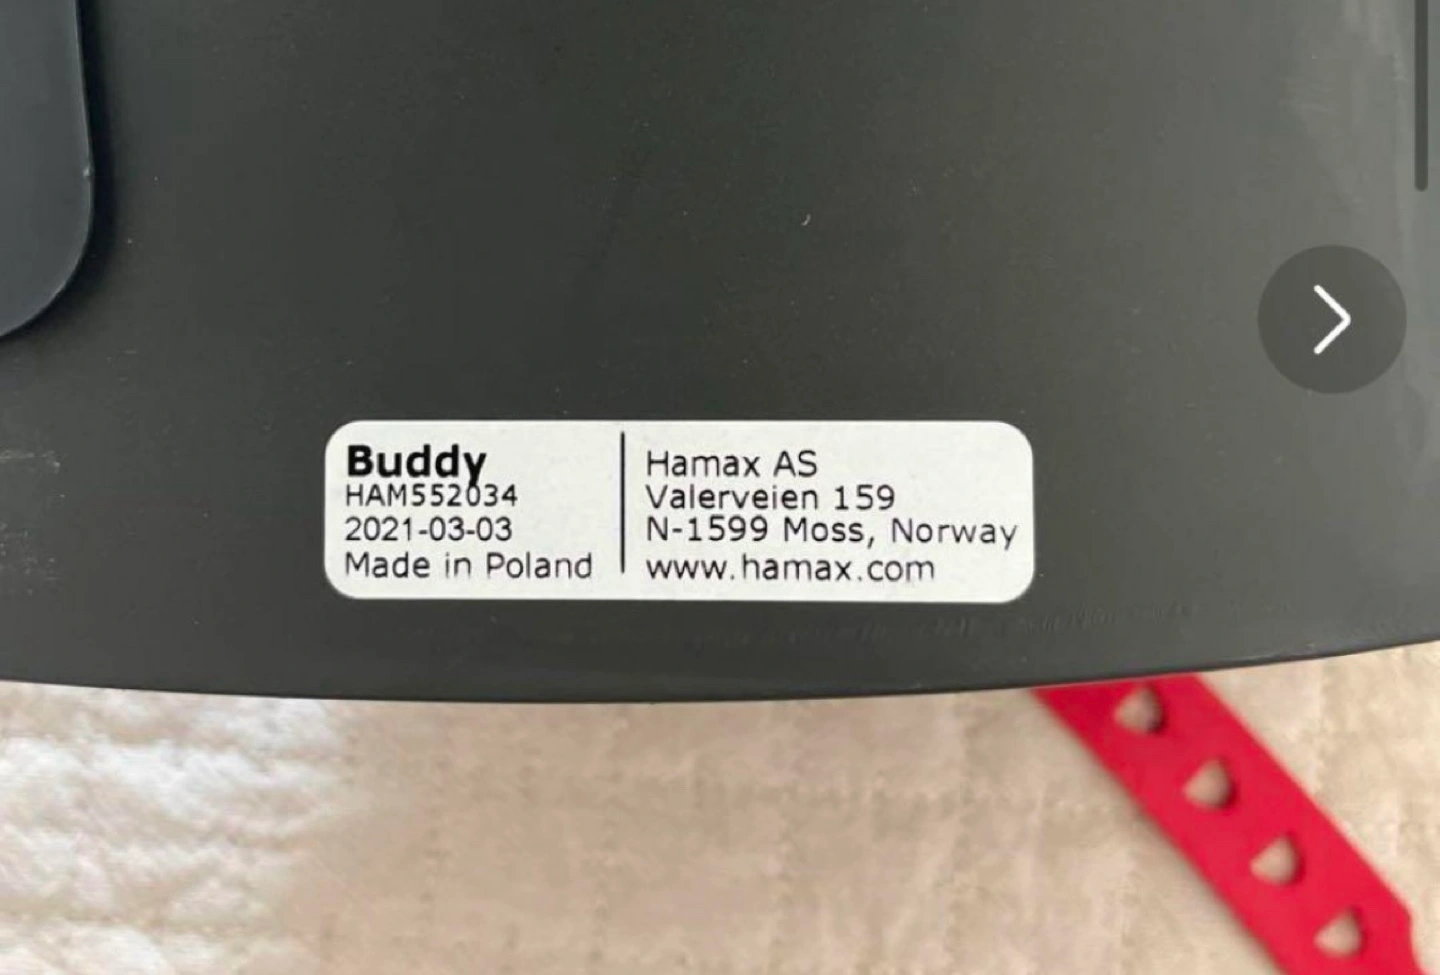 Buddy
HAM552034
2021-03-03
Made in Poland
Hamax AS
Valerveien 159
N-1599 Moss, Norway
www.hamax.com